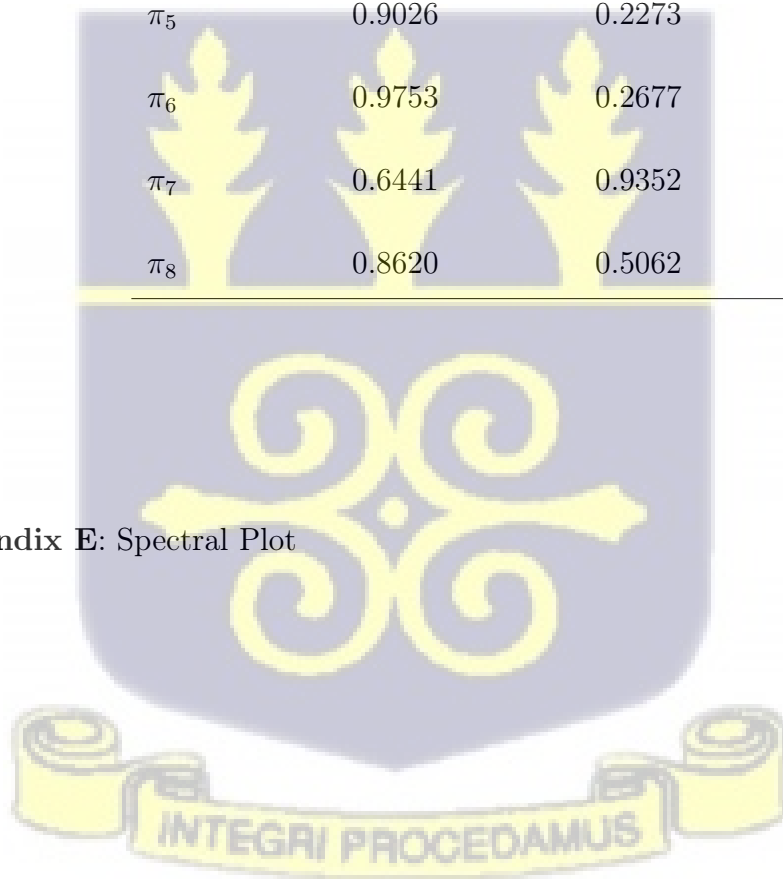 π₅ 0.9026 0.2273
π₆ 0.9753 0.2677
π₇ 0.6441 0.9352
π₈ 0.8620 0.5062
ndix E: Spectral Plot
INTEGRI PROCEDAMUS